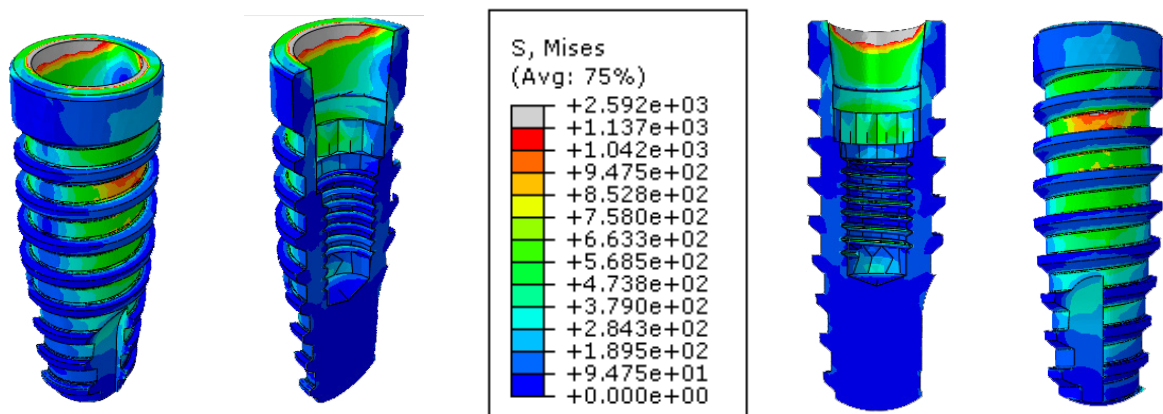 S, Mises
(Avg: 75%)
+2.592e+03
+1.137e+03
+1.042e+03
+9.475e+02
+8.528e+02
+7.580e+02
+6.633e+02
+5.685e+02
+4.738e+02
+3.790e+02
+2.843e+02
+1.895e+02
+9.475e+01
+0.000e+00